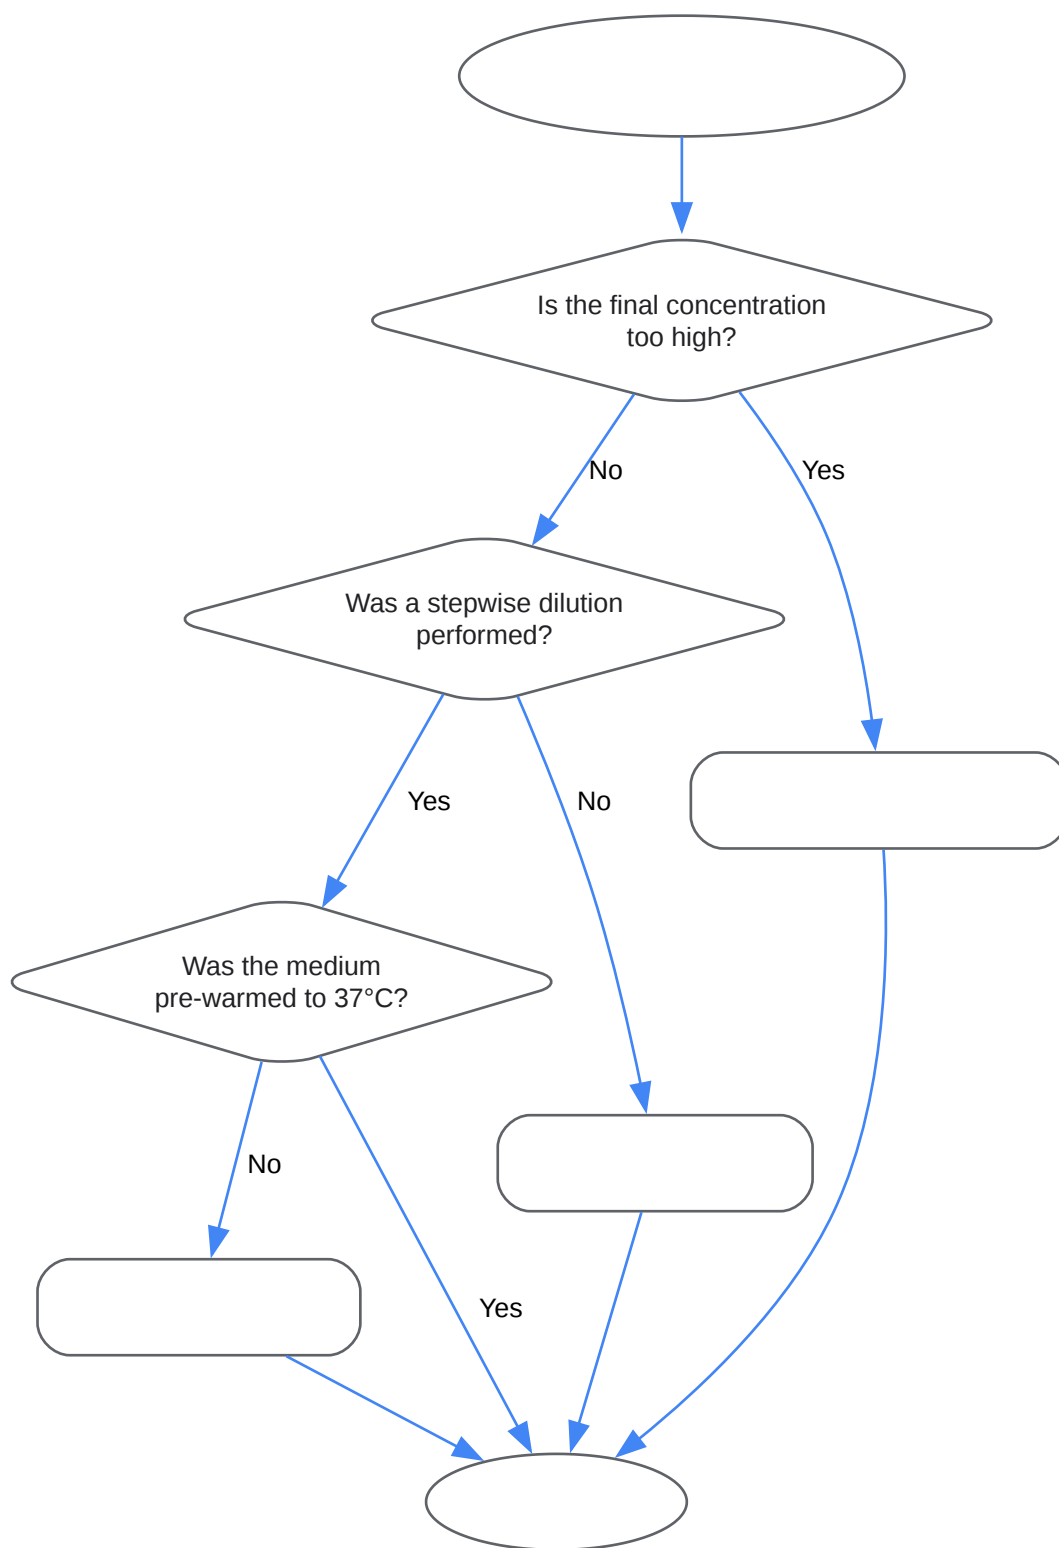 Is the final concentration
too high?
No
Yes
Was a stepwise dilution
performed?
Yes
No
Was the medium
pre-warmed to 37°C?
No
Yes